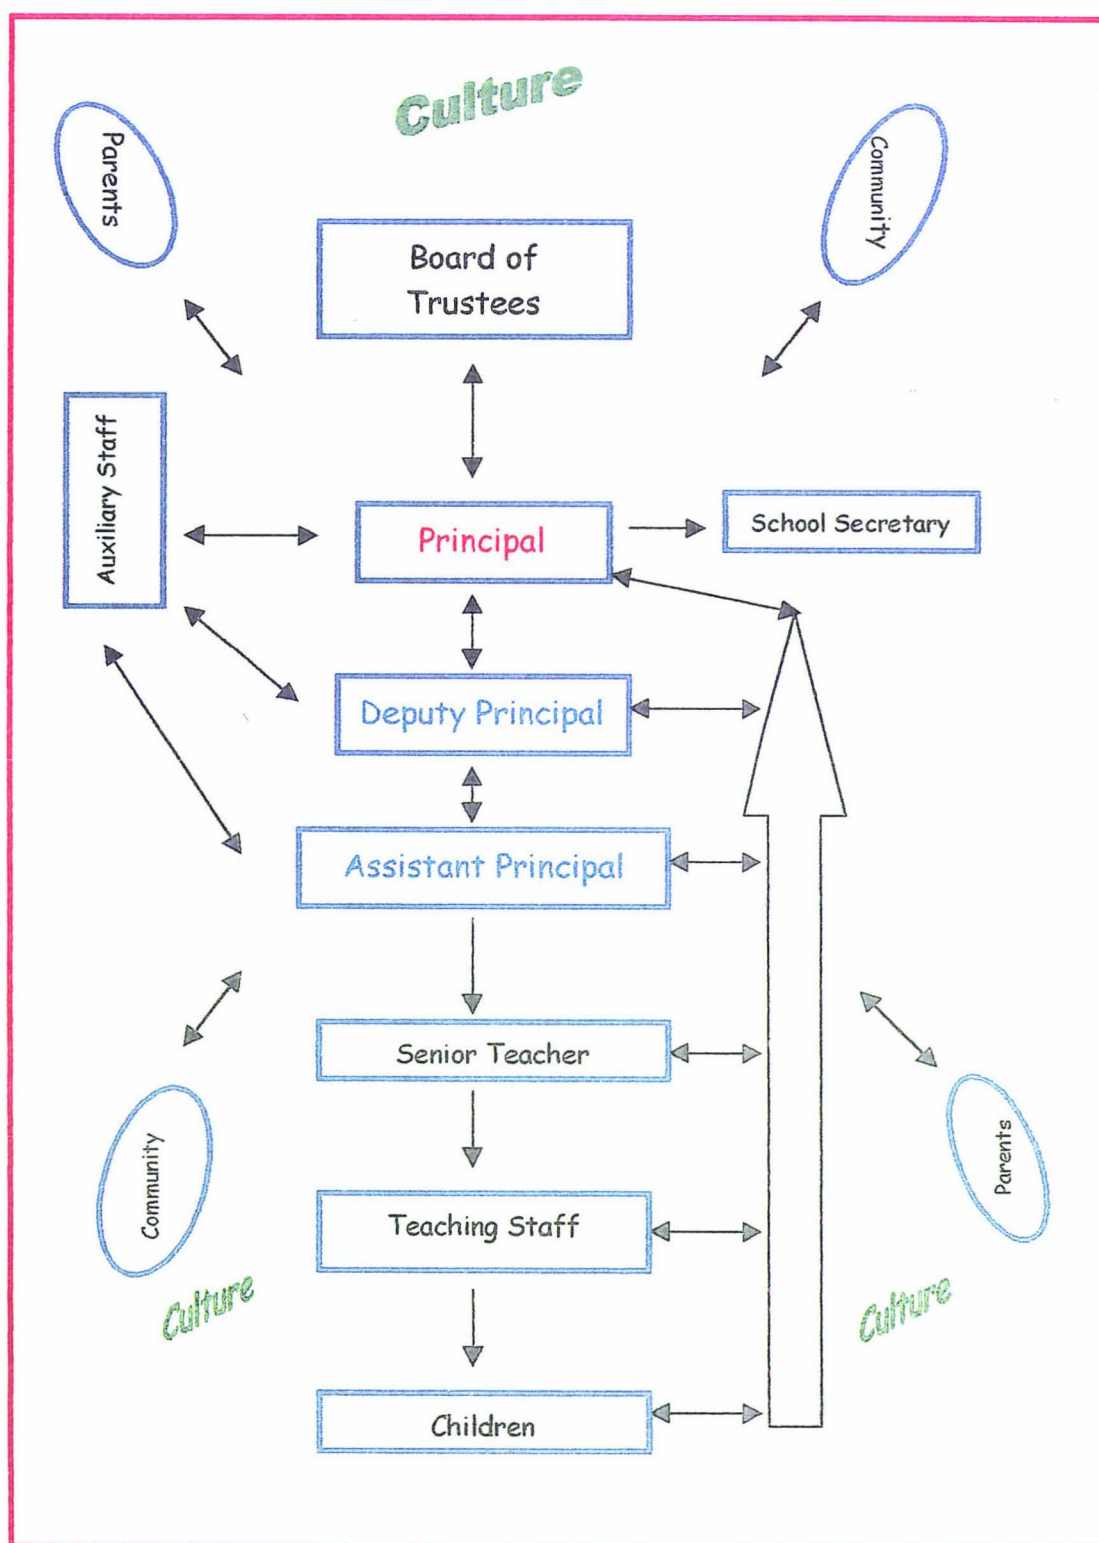 Culture
Parents
Community
Board of
Trustees
Auxiliary Staff
Principal
School Secretary
Deputy Principal
Assistant Principal
Senior Teacher
Community
Parents
Teaching Staff
Culture
Culture
Children